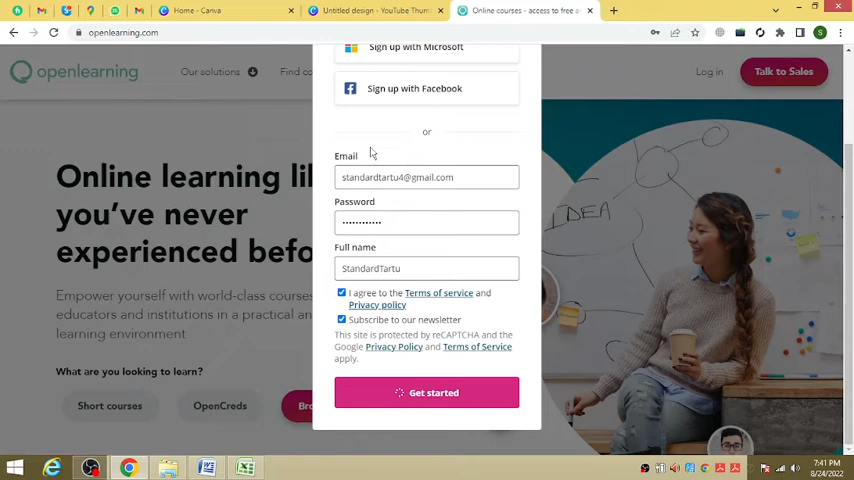 Home - Canva
Untitled design - YouTube Thum
Online courses - access to free a
openlearning.com
S
openlearning
Our solutions
Find co
Log in
Talk to Sales
Sign up with Microsoft
Sign up with Facebook
or
Email
standardtartu4@gmail.com
Password
Full name
StandardTartu
I agree to the Terms of service and
Privacy policy
Subscribe to our newsletter
This site is protected by reCAPTCHA and the
Google Privacy Policy and Terms of Service
apply.
Get started
Online learning li
you've never
experienced befo
Empower yourself with world-class courses
educators and institutions in a practical an
learning environment
What are you looking to learn?
Short courses
OpenCreds
Bro
IDEA
7:41 PM
8/24/2022